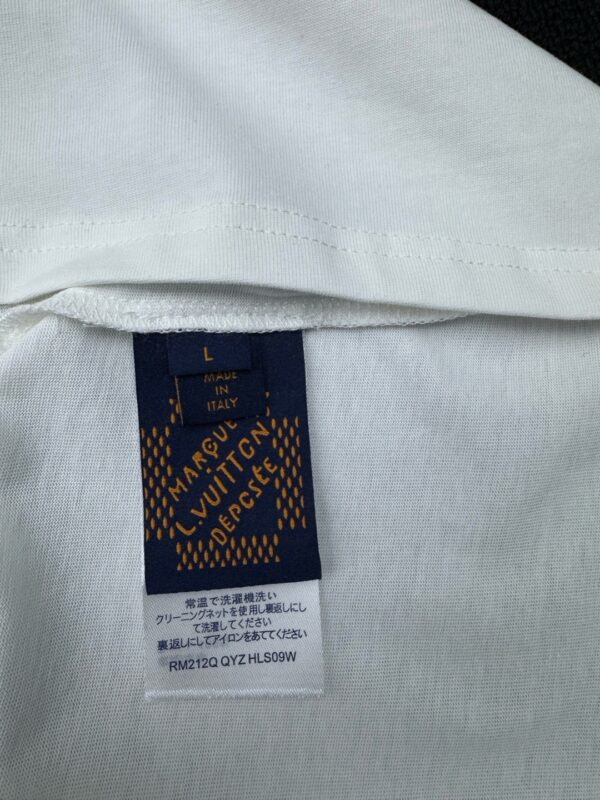 L
MADE
IN
ITALY
MARQUE
L.VUITTON
DEPOSÉE
常温で洗濯機洗い
クリーニングネットを使用し裏返しにし
て洗濯してください
裏返しにしてアイロンをあててください
RM212Q QYZ HLS09W